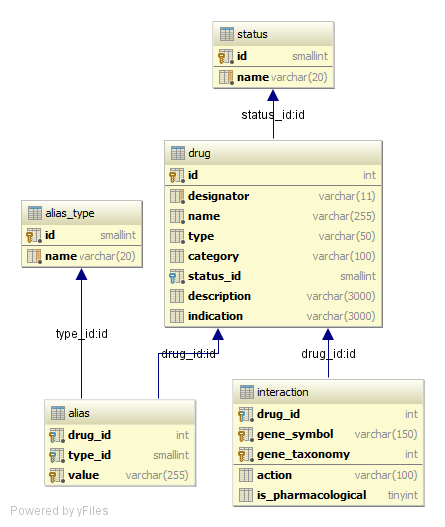 status
id smallint
name varchar(20)
status_id:id
drug
id int
designator varchar(11)
name varchar(255)
type varchar(50)
category varchar(100)
status_id smallint
description varchar(3000)
indication varchar(3000)
alias_type
id smallint
name varchar(20)
type_id:id
drug_id:id
drug_id:id
alias
drug_id int
type_id smallint
value varchar(255)
interaction
drug_id int
gene_symbol varchar(150)
gene_taxonomy int
action varchar(100)
is_pharmacological tinyint
Powered by yFiles